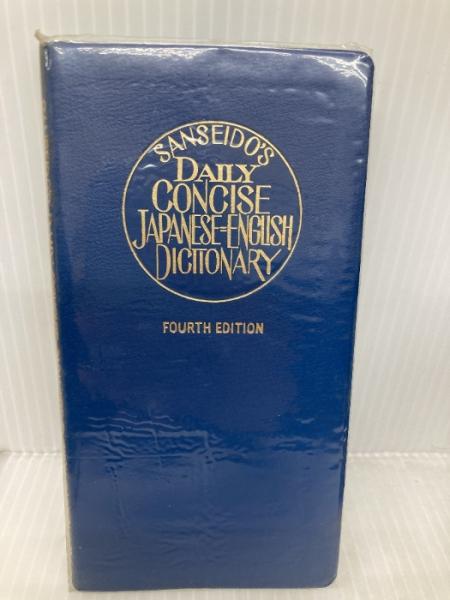 SANSEIDO'S
DAILY
CONCISE
JAPANESE=ENGLISH
DICTIONARY
FOURTH EDITION